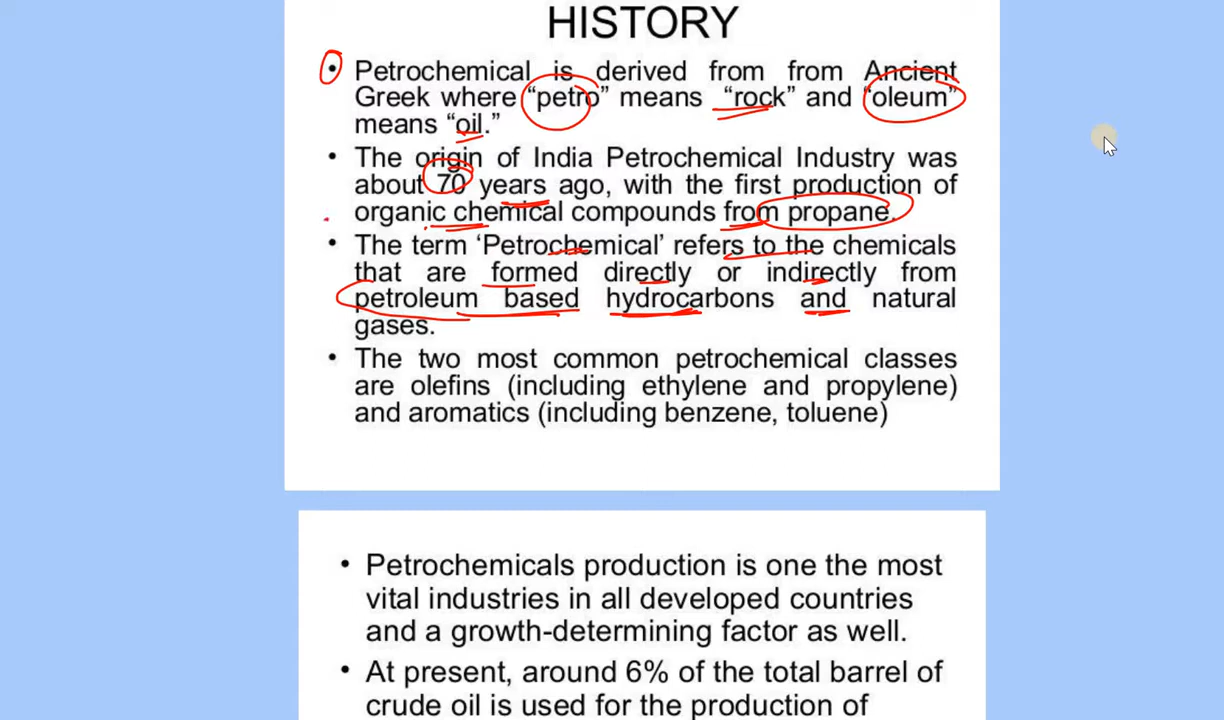 HISTORY
• Petrochemical is derived from from Ancient
Greek where “petro” means “rock” and “oleum”
means “oil.”
• The origin of India Petrochemical Industry was
about 70 years ago, with the first production of
organic chemical compounds from propane.
• The term ‘Petrochemical’ refers to the chemicals
that are formed directly or indirectly from
petroleum based hydrocarbons and natural
gases.
• The two most common petrochemical classes
are olefins (including ethylene and propylene)
and aromatics (including benzene, toluene)
• Petrochemicals production is one the most
vital industries in all developed countries
and a growth-determining factor as well.
• At present, around 6% of the total barrel of
crude oil is used for the production of